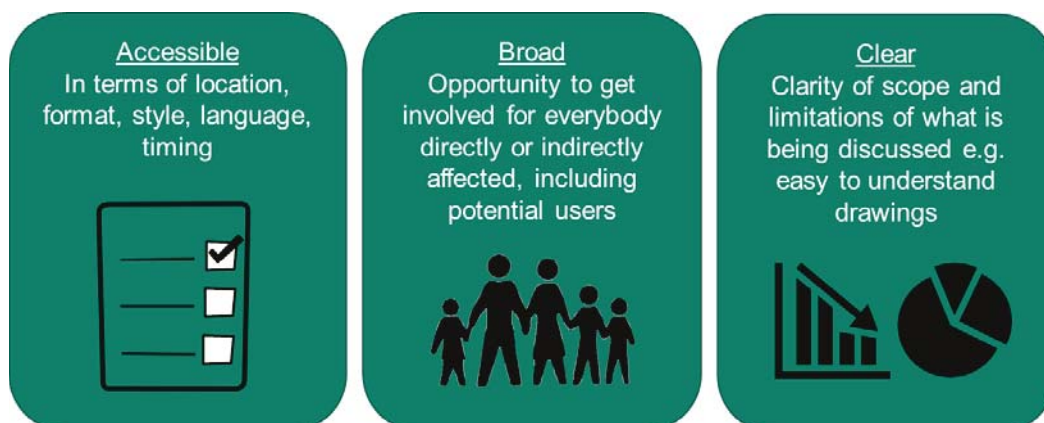 Accessible
In terms of location,
format, style, language,
timing
Broad
Opportunity to get
involved for everybody
directly or indirectly
affected, including
potential users
Clear
Clarity of scope and
limitations of what is
being discussed e.g.
easy to understand
drawings